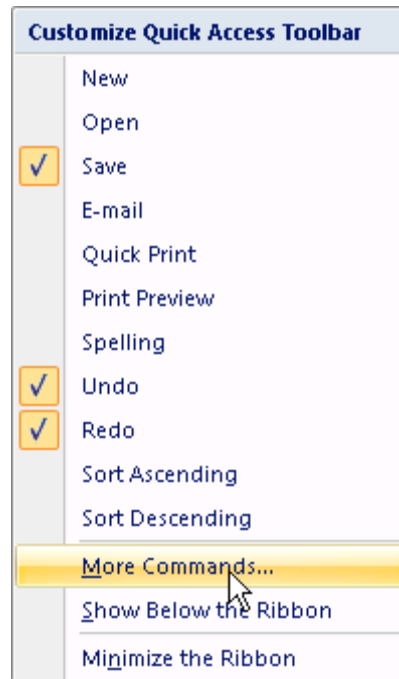 Customize Quick Access Toolbar
New
Open
Save
E-mail
Quick Print
Print Preview
Spelling
Undo
Redo
Sort Ascending
Sort Descending
More Commands...
Show Below the Ribbon
Minimize the Ribbon